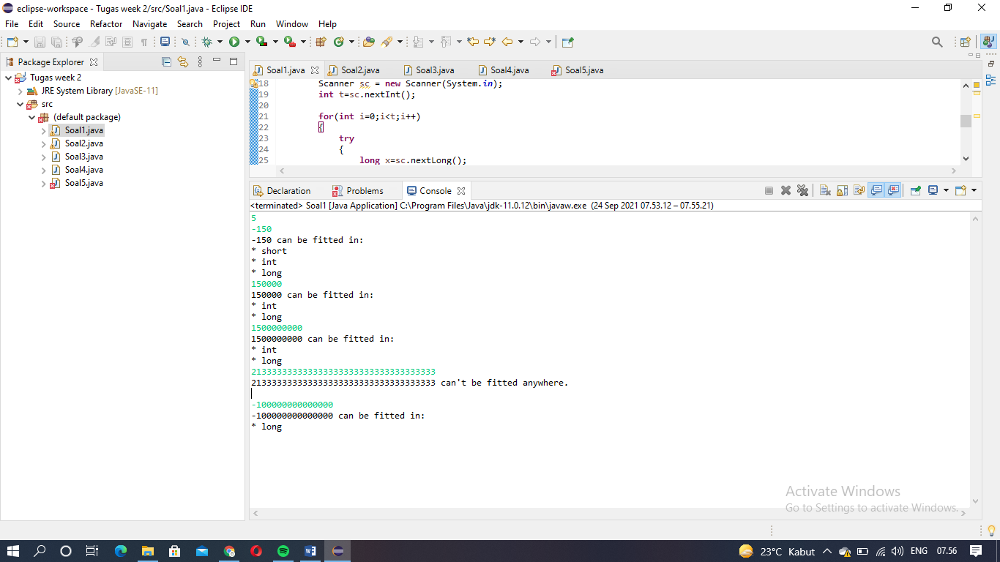 eclipse-workspace - Tugas week 2/src/Soal1.java - Eclipse IDE
File Edit Source Refactor Navigate Search Project Run Window Help
Package Explorer
Tugas week 2
JRE System Library [JavaSE-11]
src
(default package)
Soal1.java
Soal2.java
Soal3.java
Soal4.java
Soal5.java
Soal1.java Soal2.java Soal3.java Soal4.java Soal5.java
18 Scanner sc = new Scanner(System.in);
19 int t=sc.nextInt();
20
21 for(int i=0;i<t;i++)
22 {
23 try
24 {
25 long x=sc.nextLong();
Declaration Problems Console
<terminated> Soal1 [Java Application] C:\Program Files\Java\jdk-11.0.12\bin\javaw.exe (24 Sep 2021 07.53.12 – 07.55.21)
5
-150
-150 can be fitted in:
* short
* int
* long
150000
150000 can be fitted in:
* int
* long
1500000000
1500000000 can be fitted in:
* int
* long
213333333333333333333333333333333333
213333333333333333333333333333333333 can't be fitted anywhere.
-100000000000000
-100000000000000 can be fitted in:
* long
Activate Windows
Go to Settings to activate Windows.
23°C Kabut ENG 07.56